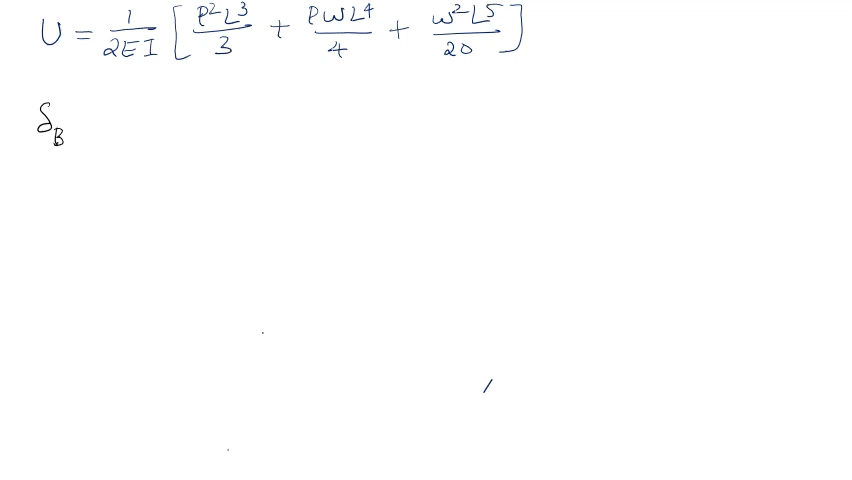 U = 1/2EI [P²L³/3 + PwL⁴/4 + w²L⁵/20]
δ_B